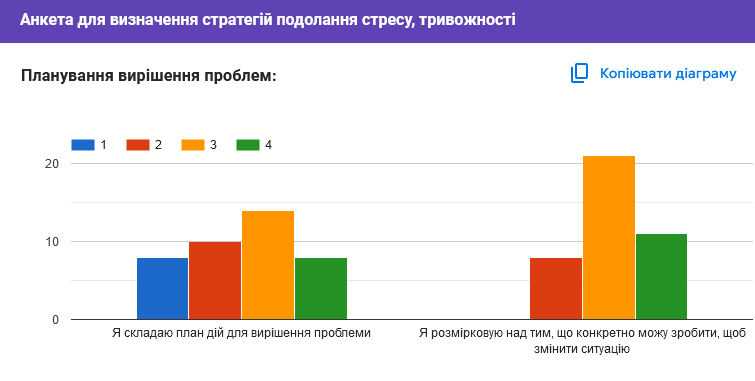 Анкета для визначення стратегій подолання стресу, тривожності
Планування вирішення проблем:
Копіювати діаграму
1 2 3 4
20
10
0
Я складаю план дій для вирішення проблеми
Я розмірковую над тим, що конкретно можу зробити, щоб
змінити ситуацію